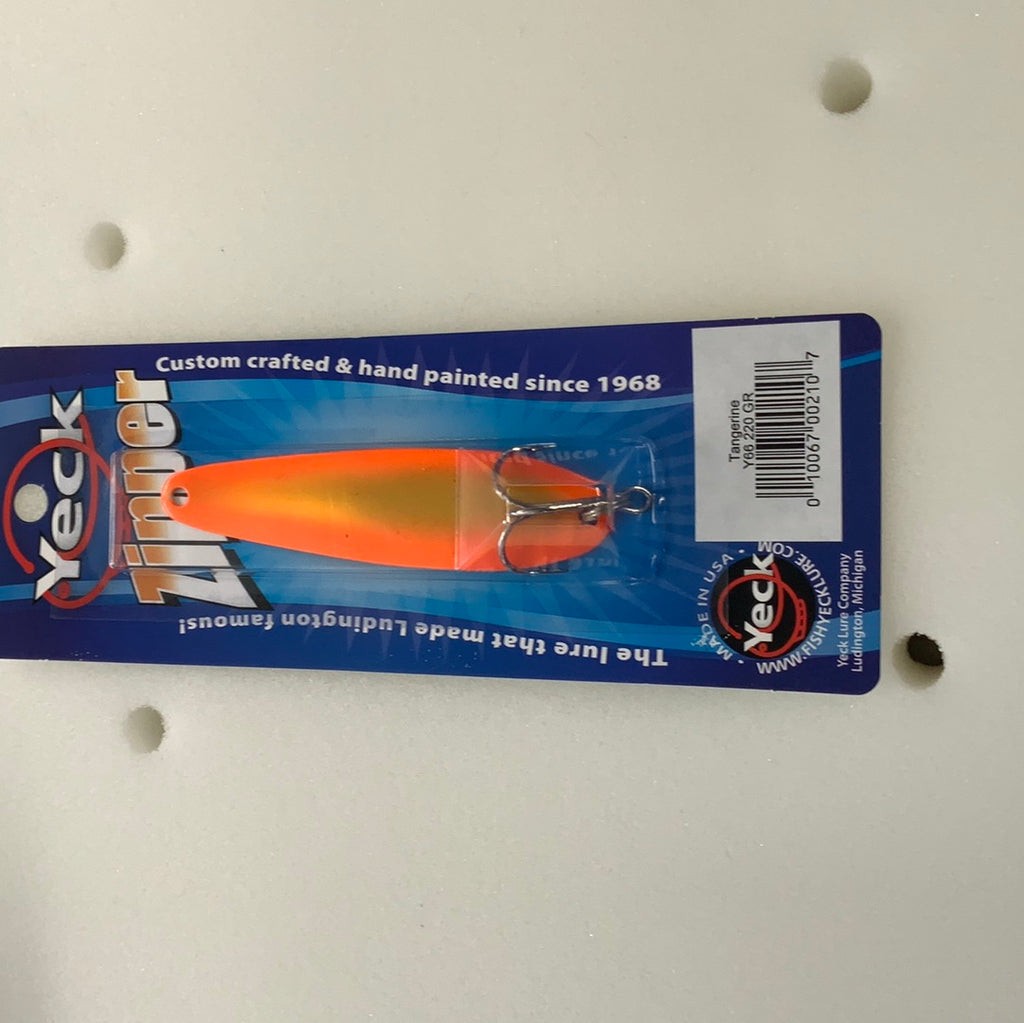 Yeck
Zipper
Custom crafted & hand painted since 1968
The lure that made Ludington famous!
Tangerine
Y66 220 GR
0 10067 00210 7
• MADE IN USA •
Yeck
WWW.FISHYECKLURE.COM
Yeck Lure Company
Ludington, Michigan